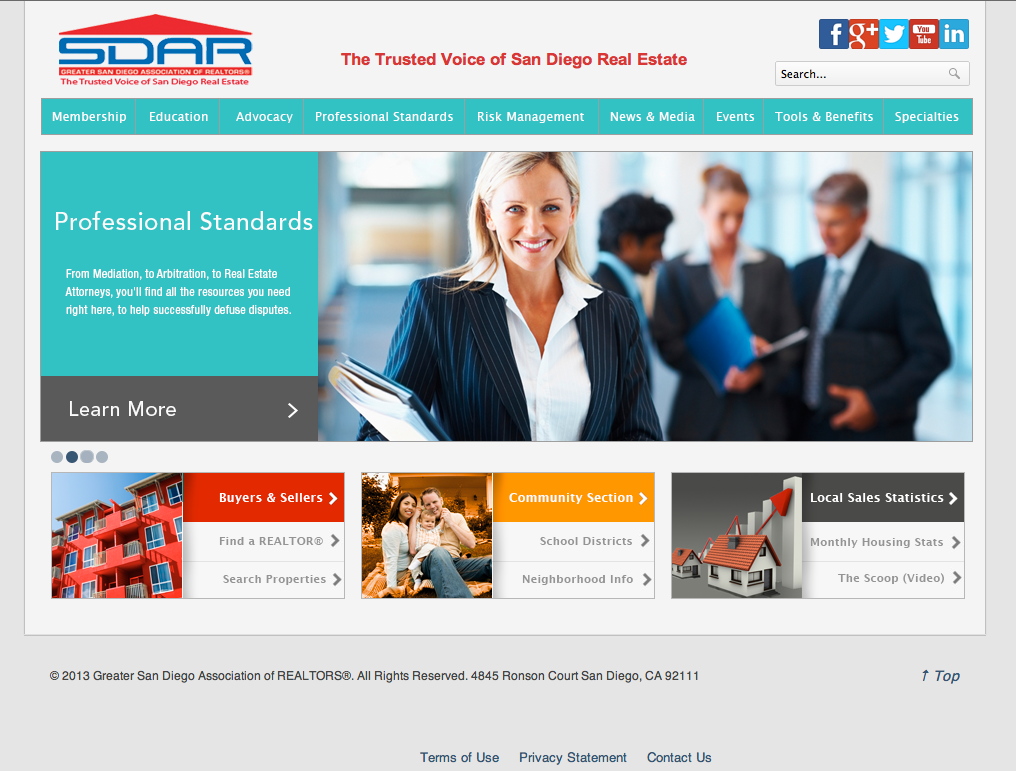 SDAR
GREATER SAN DIEGO ASSOCIATION OF REALTORS®
The Trusted Voice of San Diego Real Estate
The Trusted Voice of San Diego Real Estate
f g+ You Tube in
Search...
Membership Education Advocacy Professional Standards Risk Management News & Media Events Tools & Benefits Specialties
Professional Standards
From Mediation, to Arbitration, to Real Estate
Attorneys, you'll find all the resources you need
right here, to help successfully defuse disputes.
Learn More
Buyers & Sellers
Find a REALTOR®
Search Properties
Community Section
School Districts
Neighborhood Info
Local Sales Statistics
Monthly Housing Stats
The Scoop (Video)
© 2013 Greater San Diego Association of REALTORS®. All Rights Reserved. 4845 Ronson Court San Diego, CA 92111
↑ Top
Terms of Use Privacy Statement Contact Us